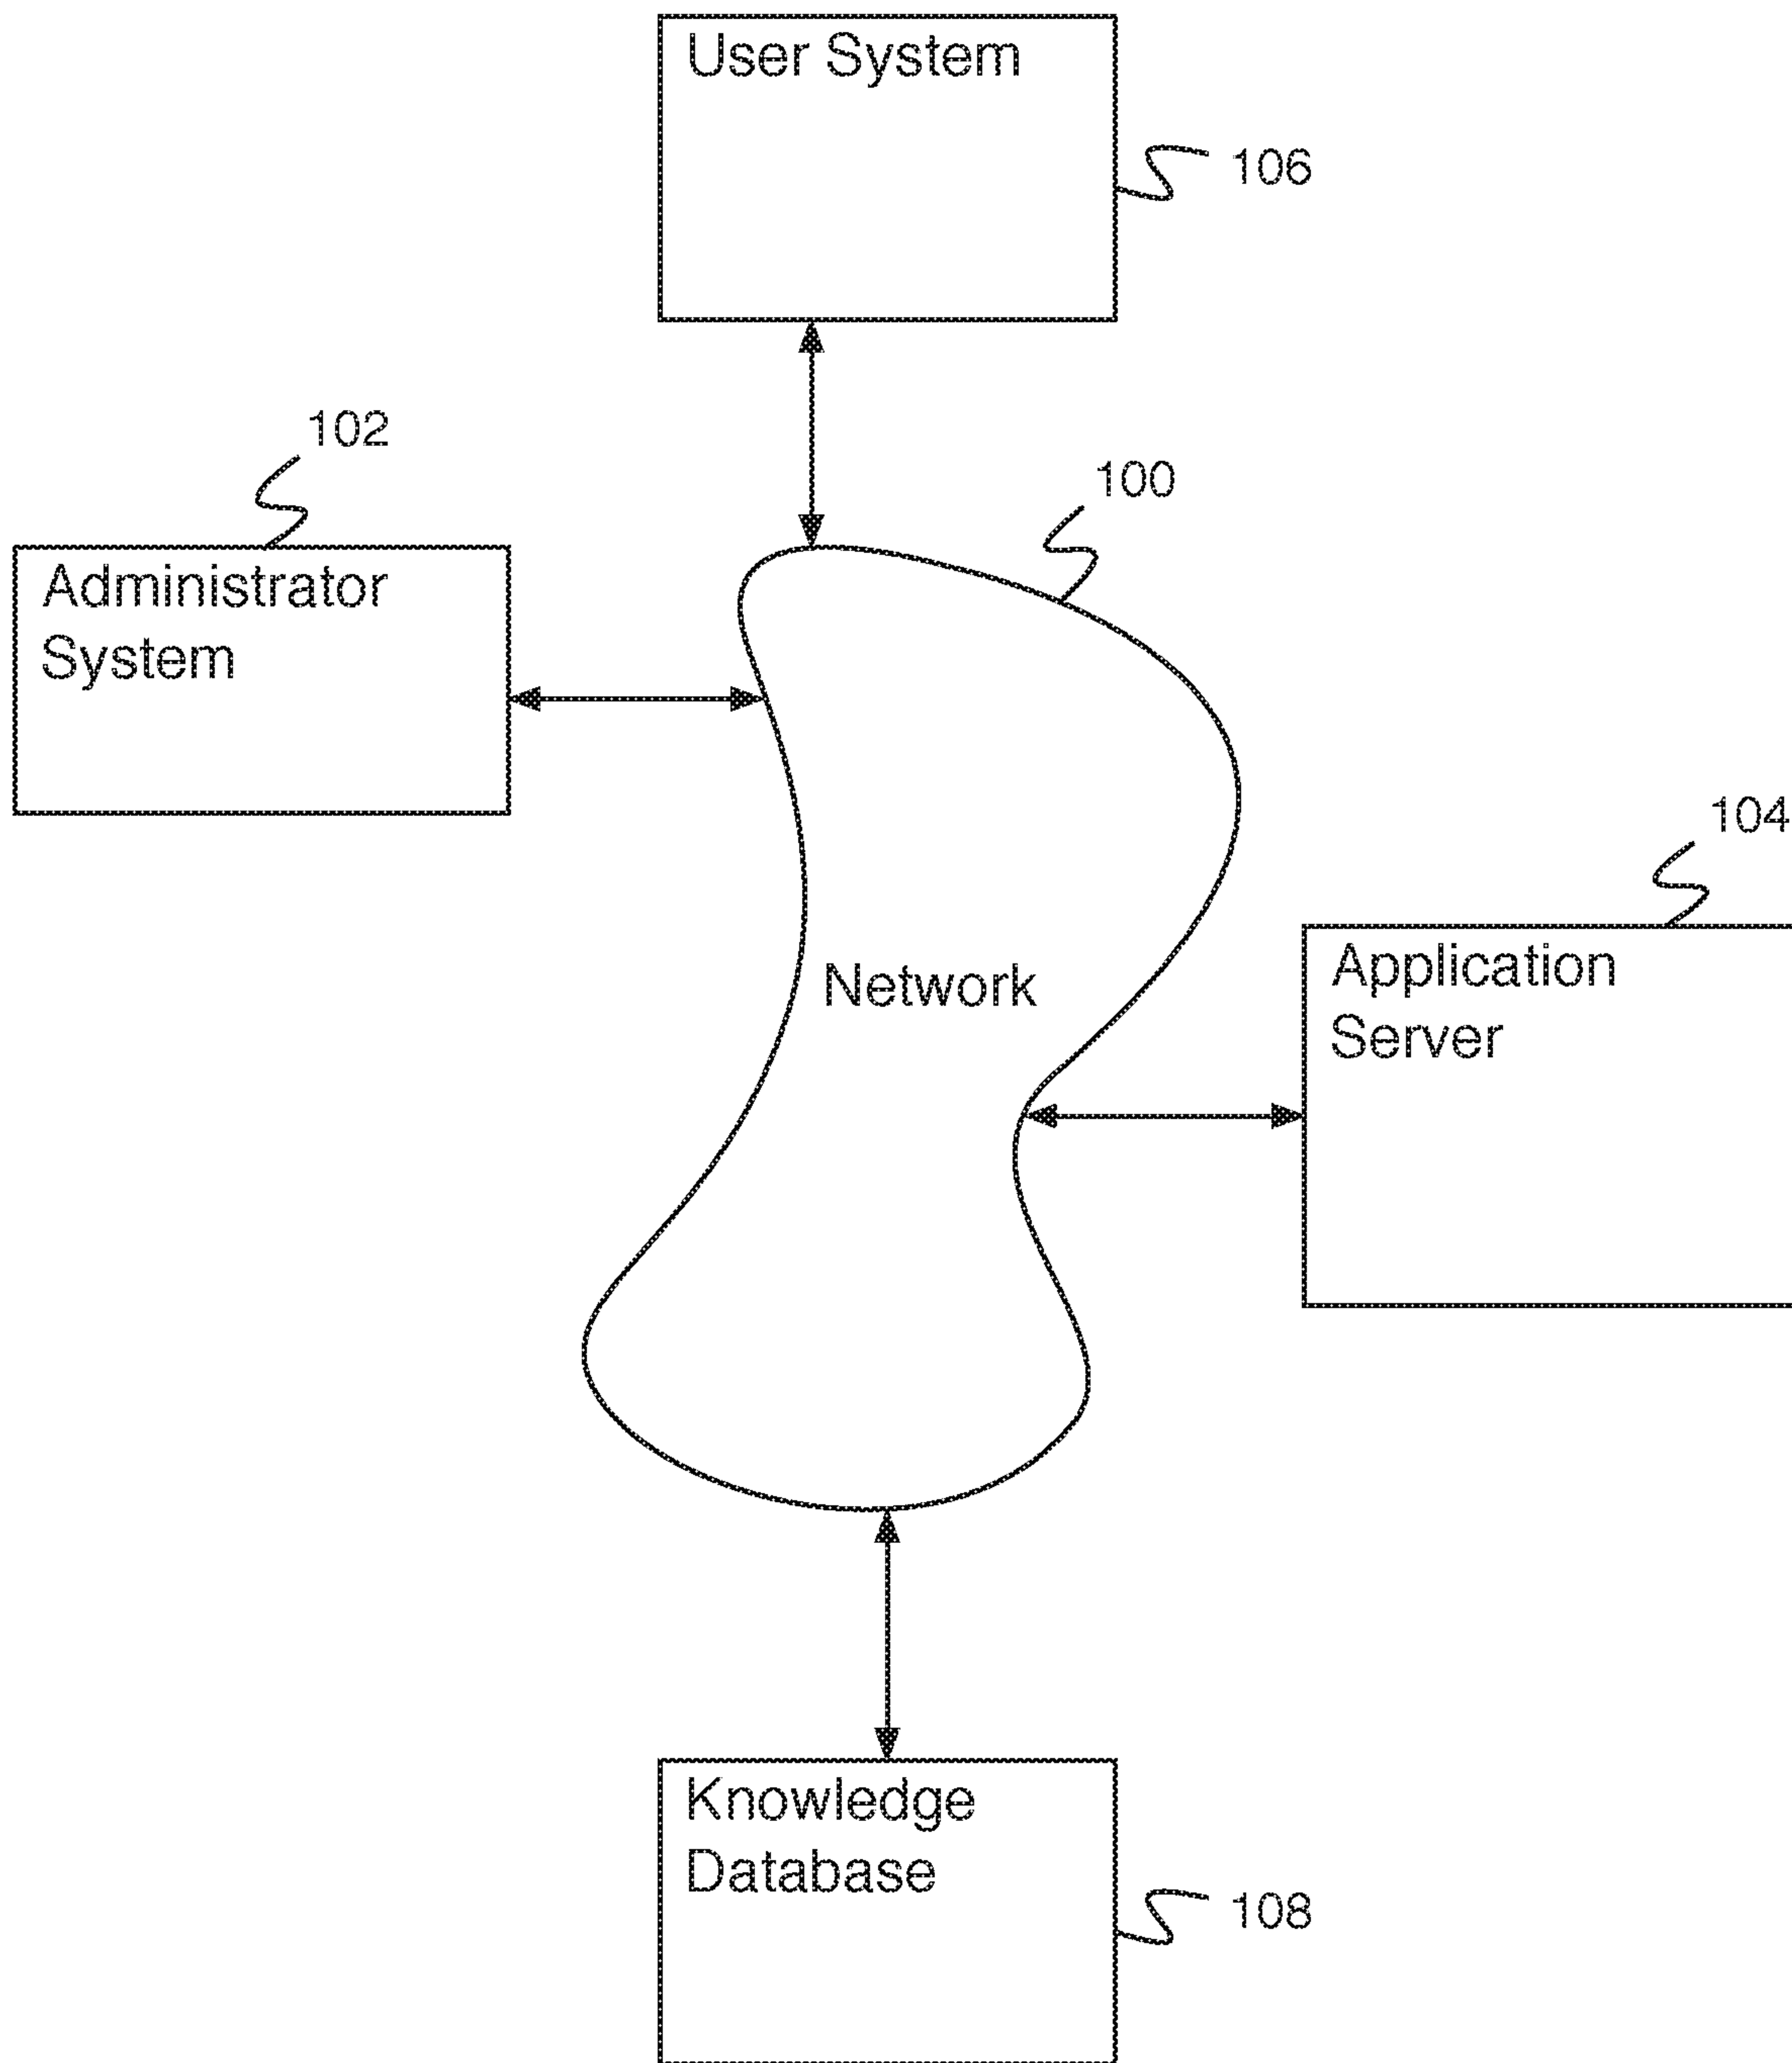 User System
106
102
100
Administrator
System
104
Application
Server
Network
Knowledge
Database
108